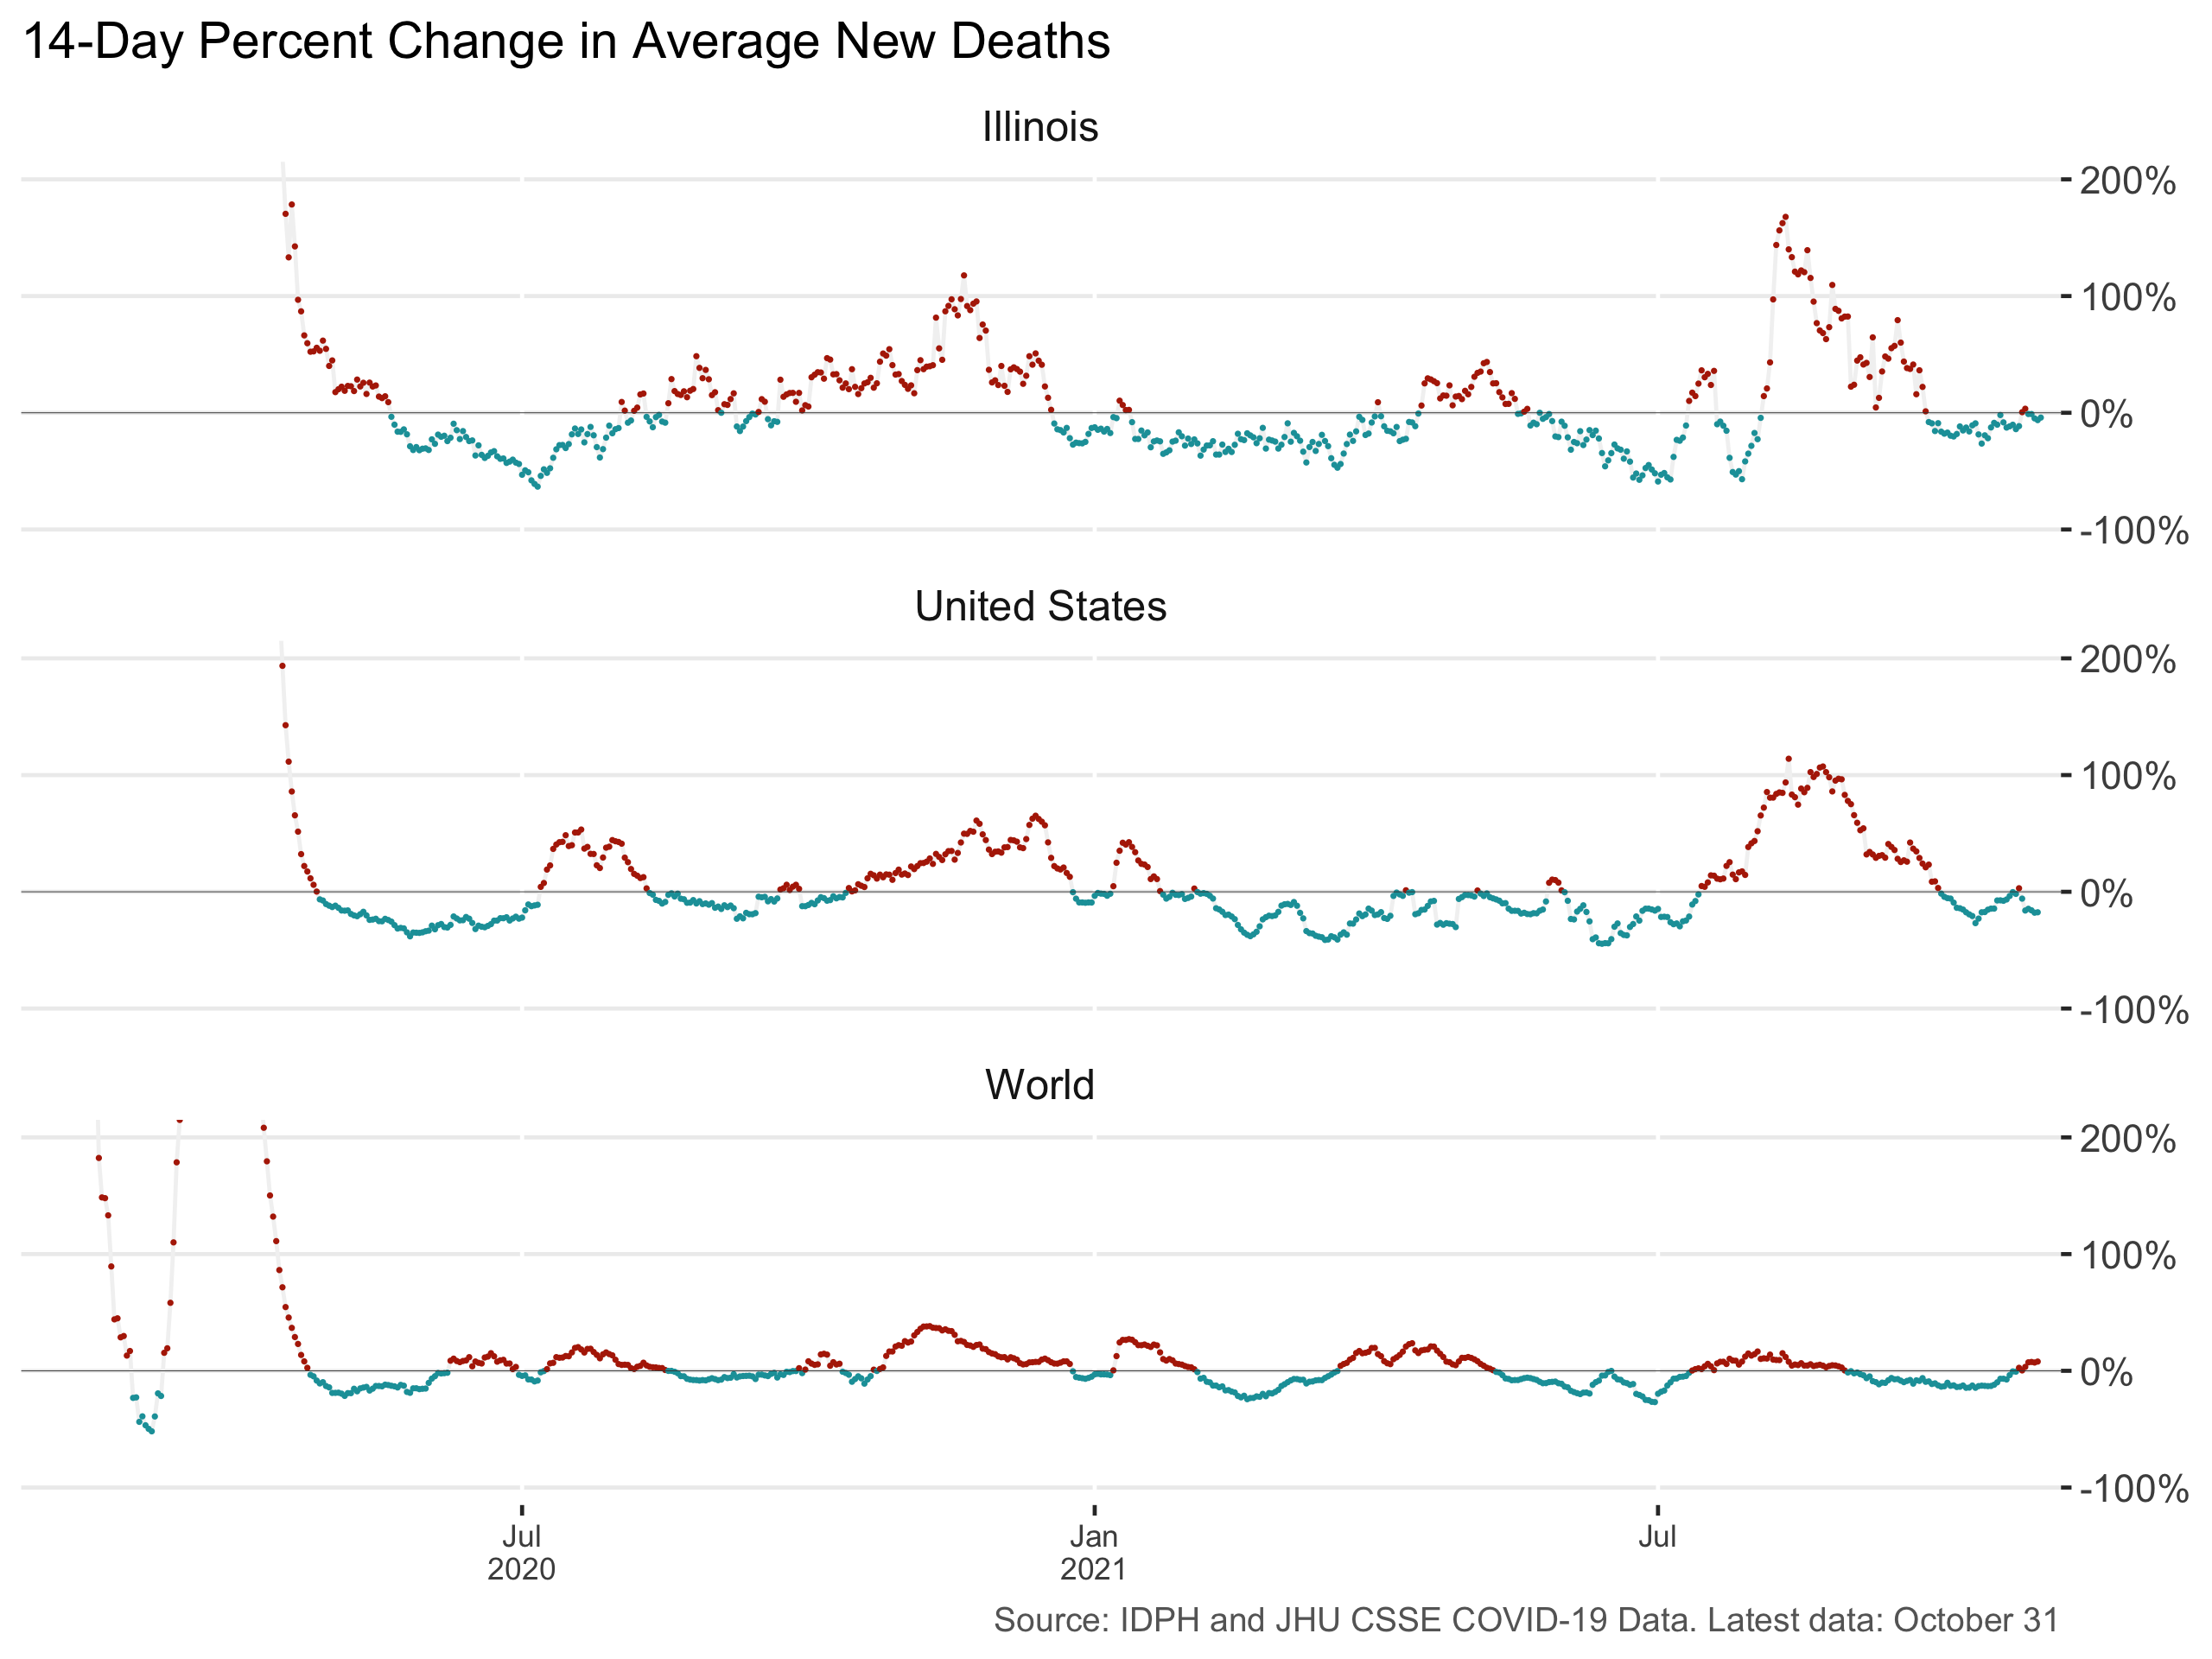 14-Day Percent Change in Average New Deaths
Illinois
200%
100%
0%
-100%
United States
200%
100%
0%
-100%
World
200%
100%
0%
-100%
Jul Jan Jul
2020 2021
Source: IDPH and JHU CSSE COVID-19 Data. Latest data: October 31